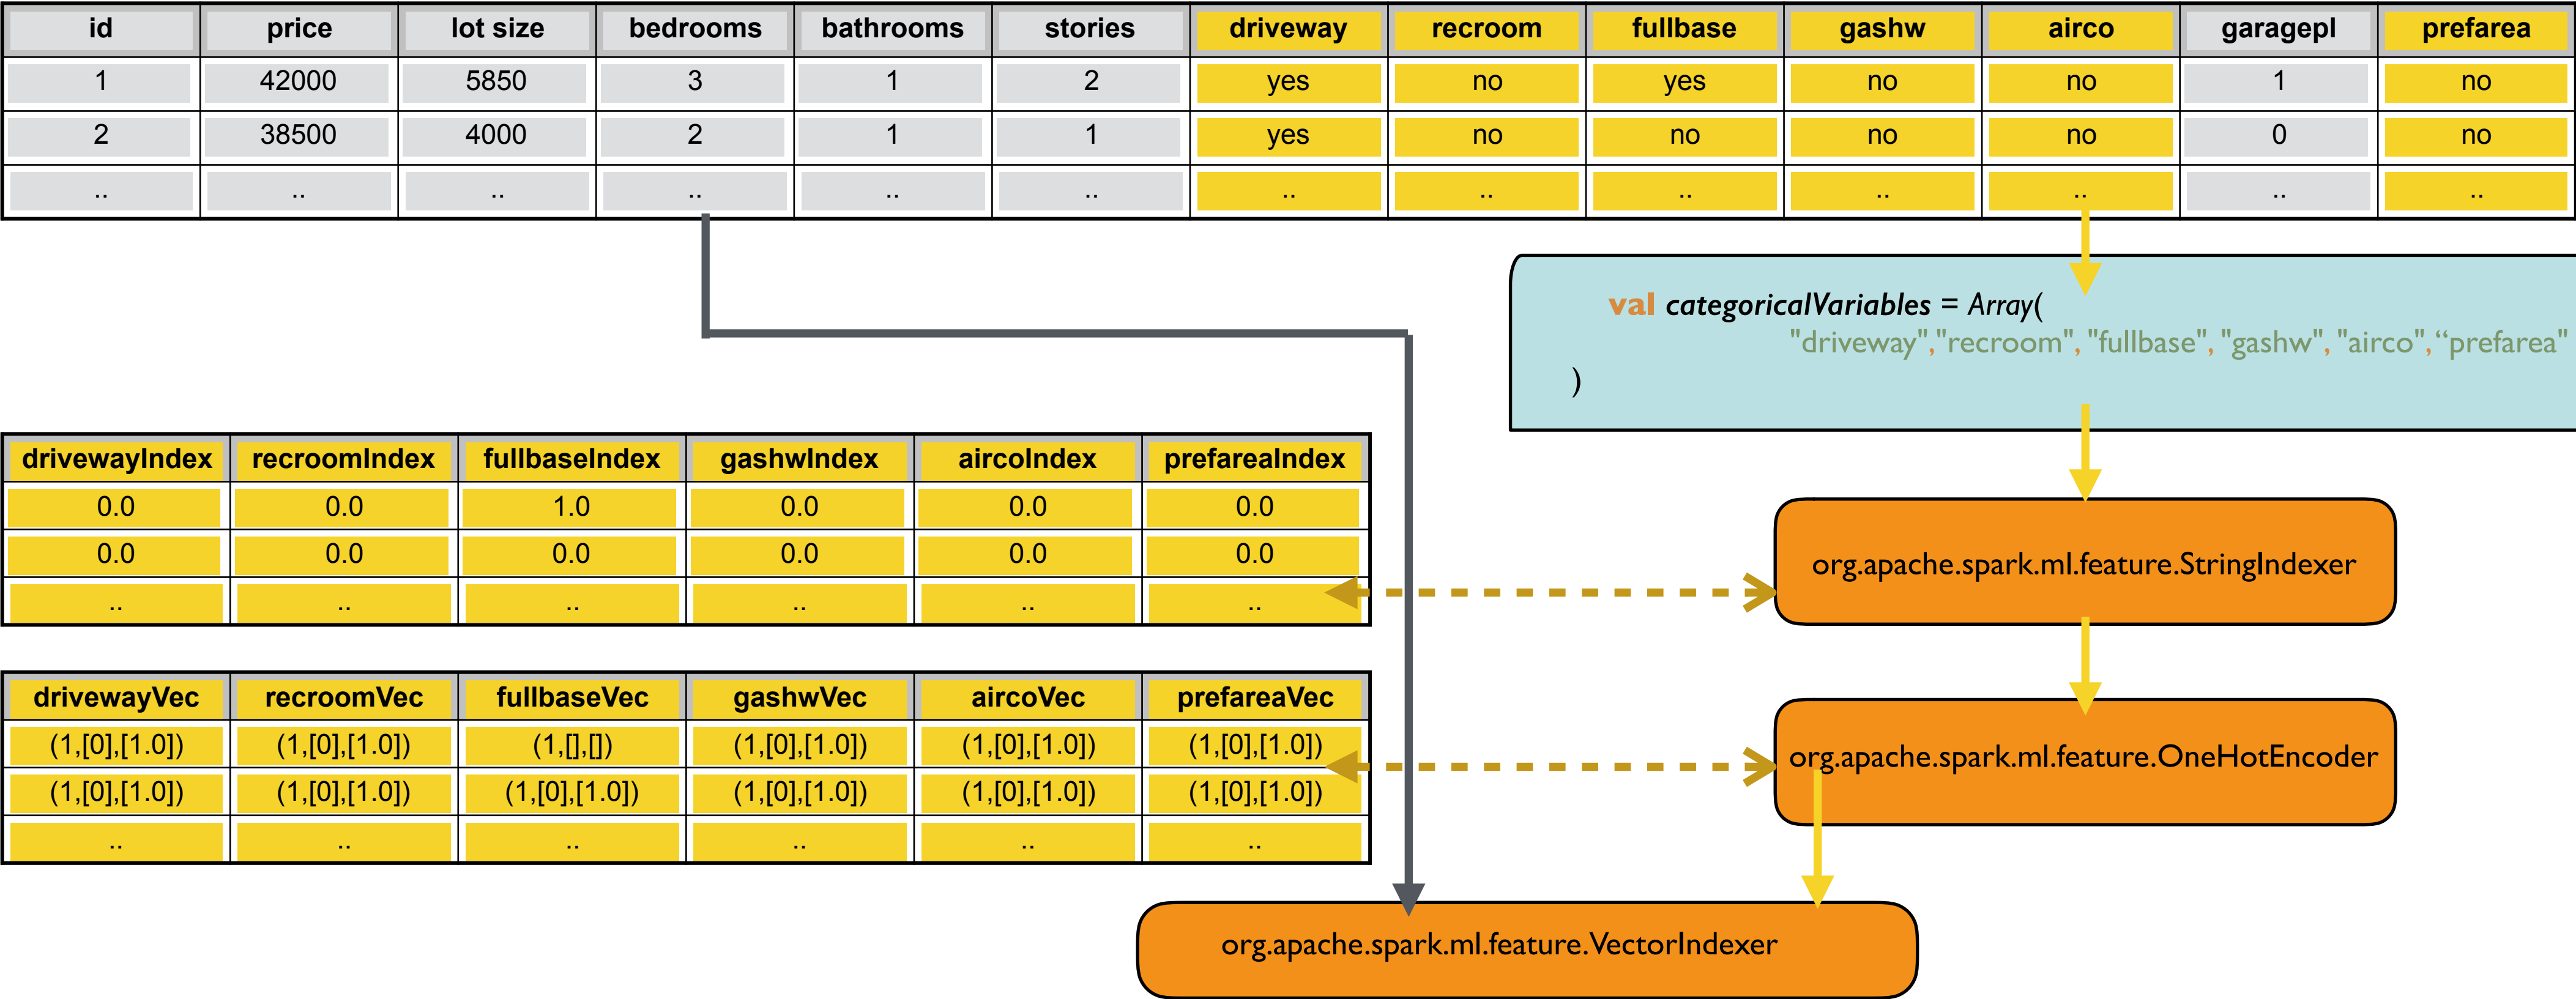 id price lot size bedrooms bathrooms stories driveway recroom fullbase gashw airco garagepl prefarea
1 42000 5850 3 1 2 yes no yes no no 1 no
2 38500 4000 2 1 1 yes no no no no 0 no
.. .. .. .. .. .. .. .. .. .. .. .. ..
val categoricalVariables = Array(
"driveway","recroom", "fullbase", "gashw", "airco",“prefarea"
)
drivewayIndex recroomIndex fullbaseIndex gashwIndex aircoIndex prefareaIndex
0.0 0.0 1.0 0.0 0.0 0.0
0.0 0.0 0.0 0.0 0.0 0.0
.. .. .. .. .. ..
org.apache.spark.ml.feature.StringIndexer
drivewayVec recroomVec fullbaseVec gashwVec aircoVec prefareaVec
(1,[0],[1.0]) (1,[0],[1.0]) (1,[],[]) (1,[0],[1.0]) (1,[0],[1.0]) (1,[0],[1.0])
(1,[0],[1.0]) (1,[0],[1.0]) (1,[0],[1.0]) (1,[0],[1.0]) (1,[0],[1.0]) (1,[0],[1.0])
.. .. .. .. .. ..
org.apache.spark.ml.feature.OneHotEncoder
org.apache.spark.ml.feature.VectorIndexer